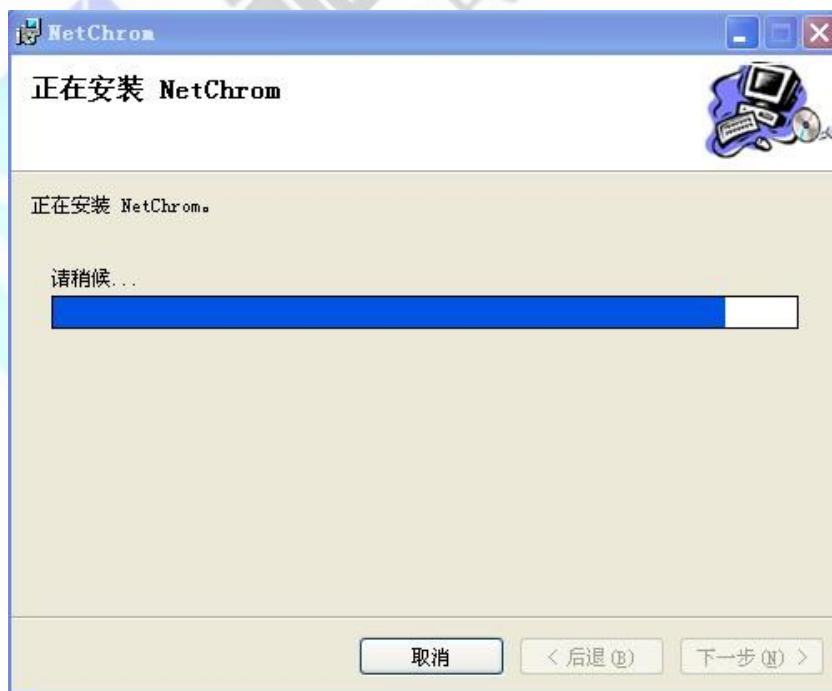 NetChrom
正在安装 NetChrom
正在安装 NetChrom。
请稍候...
取消
< 后退(B)
下一步(N) >